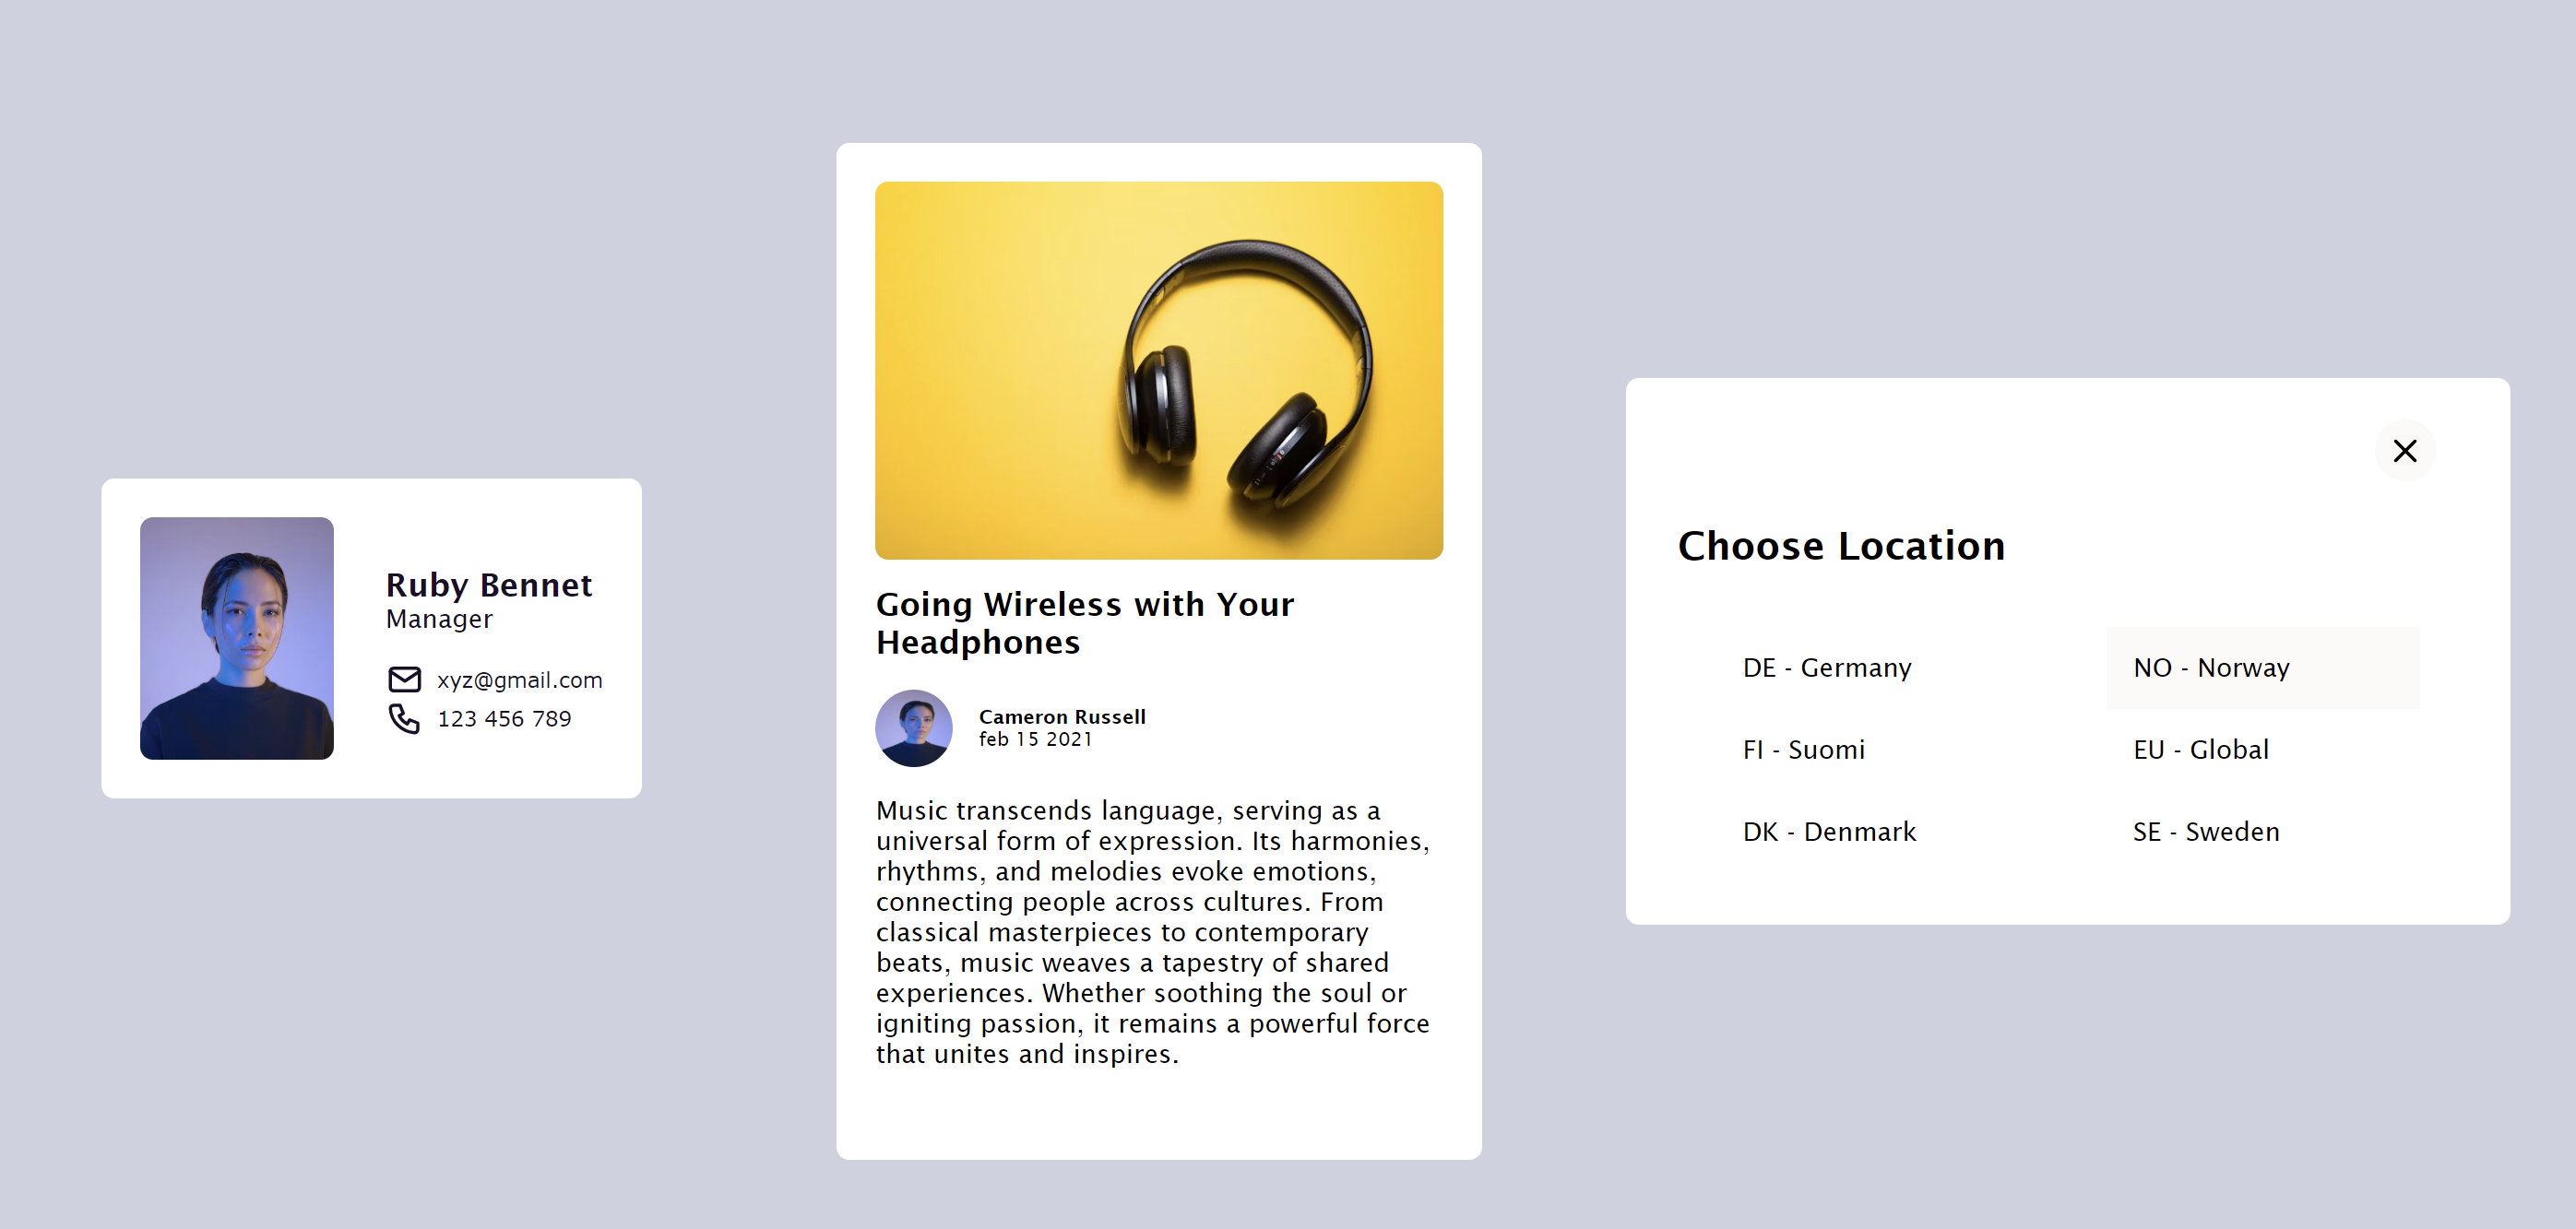 Ruby Bennet
Manager
xyz@gmail.com
123 456 789
Going Wireless with Your
Headphones
Cameron Russell
feb 15 2021
Music transcends language, serving as a
universal form of expression. Its harmonies,
rhythms, and melodies evoke emotions,
connecting people across cultures. From
classical masterpieces to contemporary
beats, music weaves a tapestry of shared
experiences. Whether soothing the soul or
igniting passion, it remains a powerful force
that unites and inspires.
Choose Location
DE - Germany
NO - Norway
FI - Suomi
EU - Global
DK - Denmark
SE - Sweden